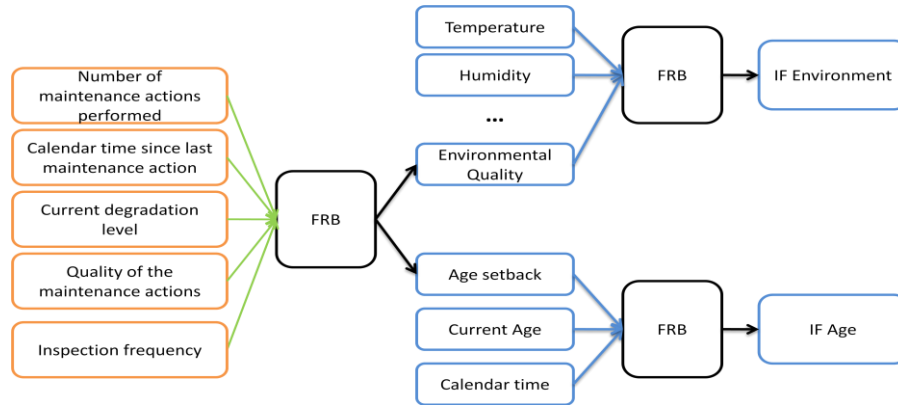 Number of
maintenance actions
performed
Calendar time since last
maintenance action
Current degradation
level
Quality of the
maintenance actions
Inspection frequency
FRB
Temperature
Humidity
...
Environmental
Quality
FRB
IF Environment
Age setback
Current Age
Calendar time
FRB
IF Age